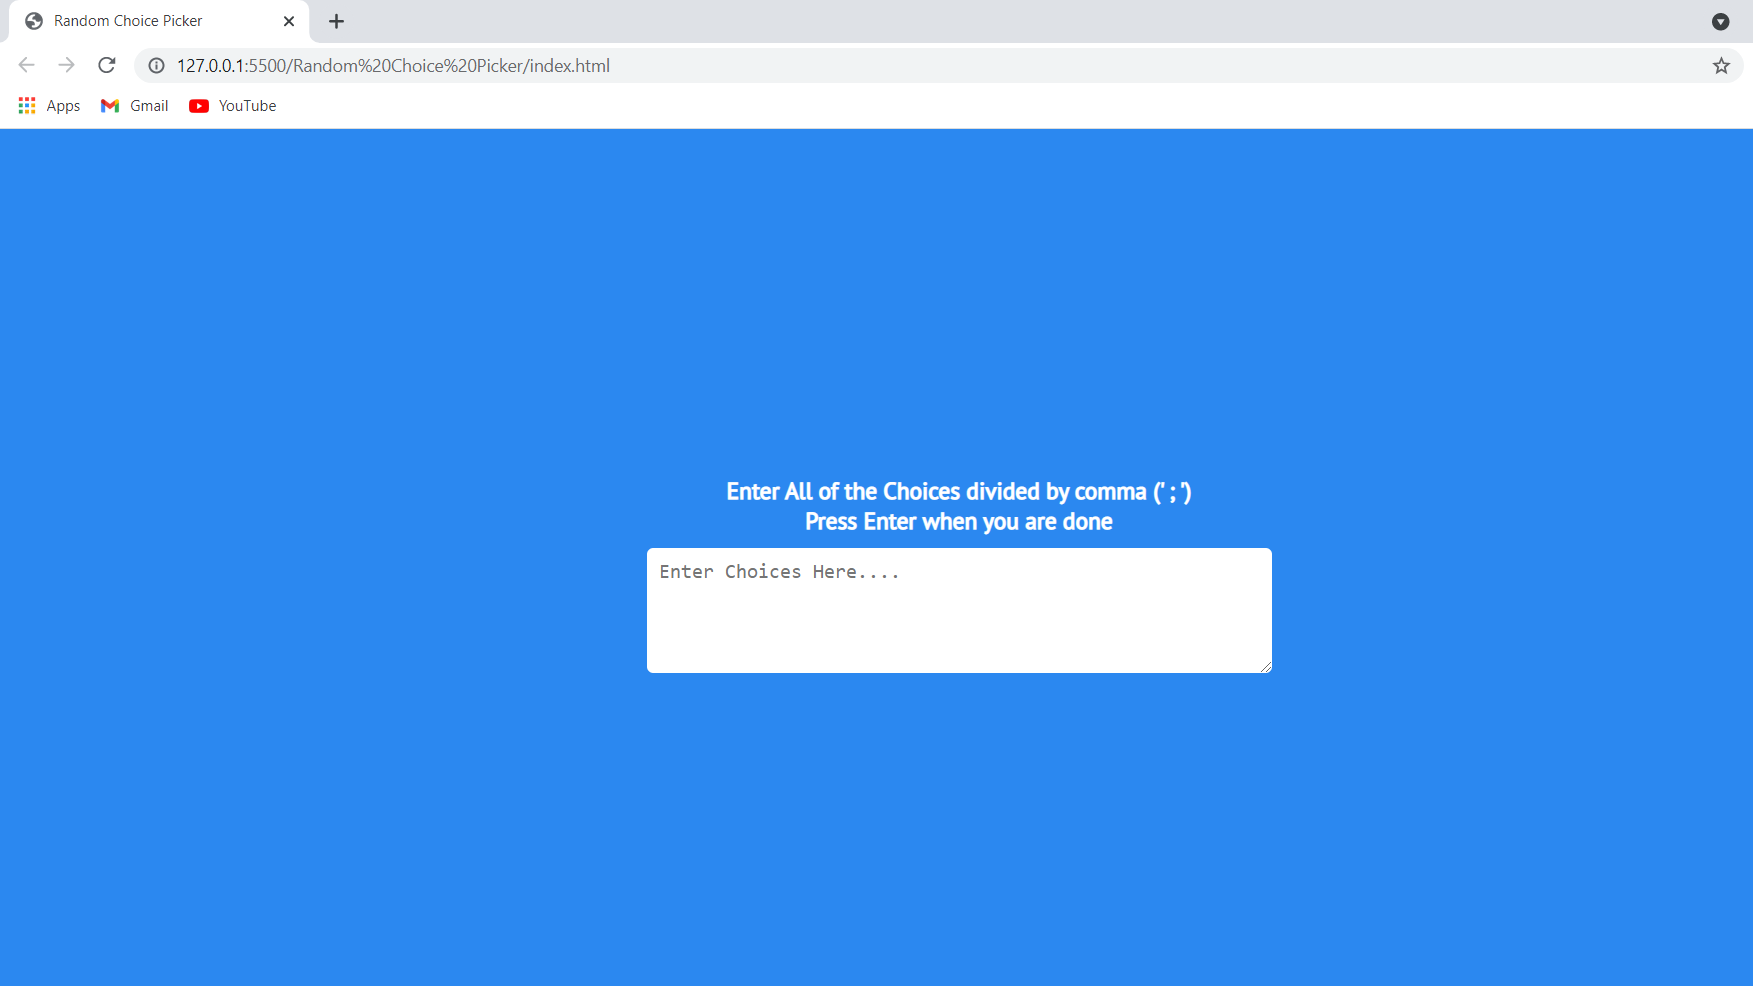 Random Choice Picker
127.0.0.1:5500/Random%20Choice%20Picker/index.html
Apps Gmail YouTube
Enter All of the Choices divided by comma (' ; ')
Press Enter when you are done
Enter Choices Here....